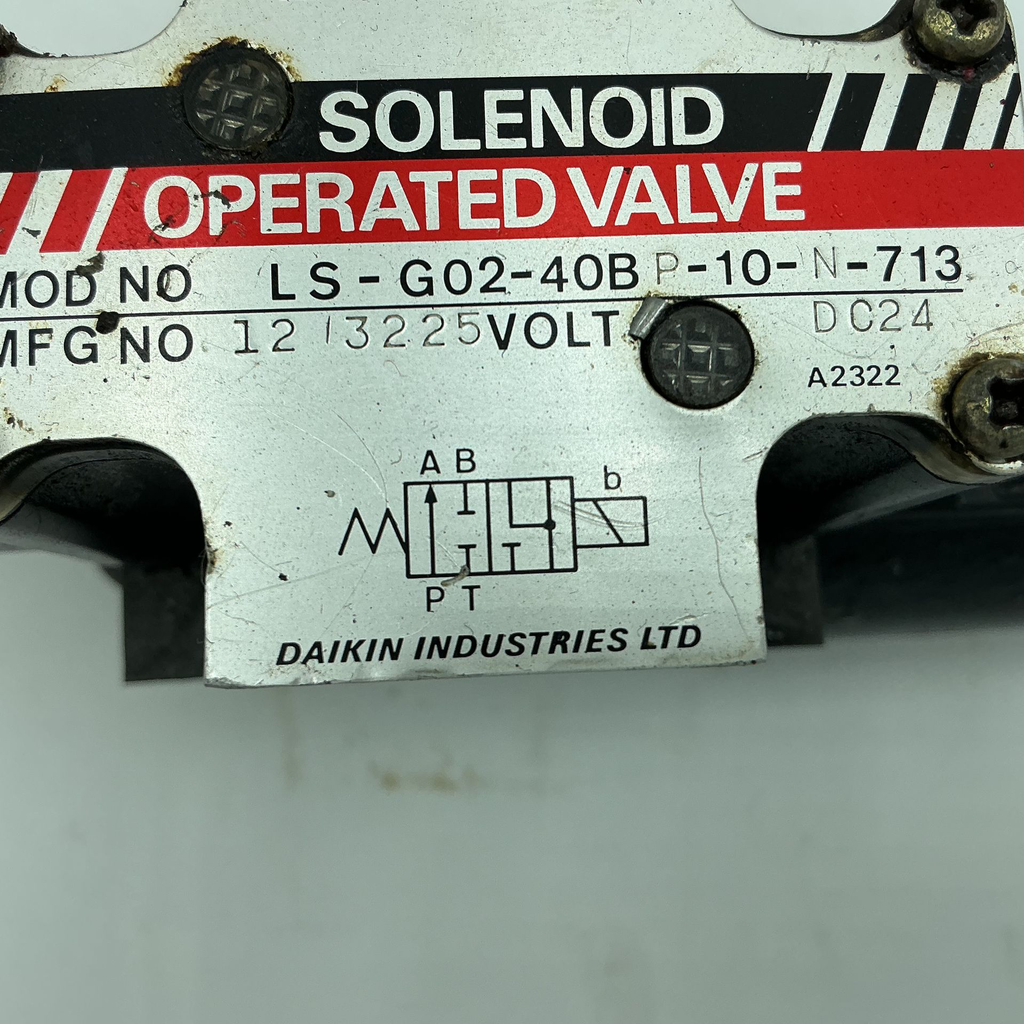 SOLENOID
OPERATED VALVE
MOD NO LS-G02-40BP-10-N-713
MFG NO 12 13225 VOLT DC24
A2322
A B
b
P T
DAIKIN INDUSTRIES LTD